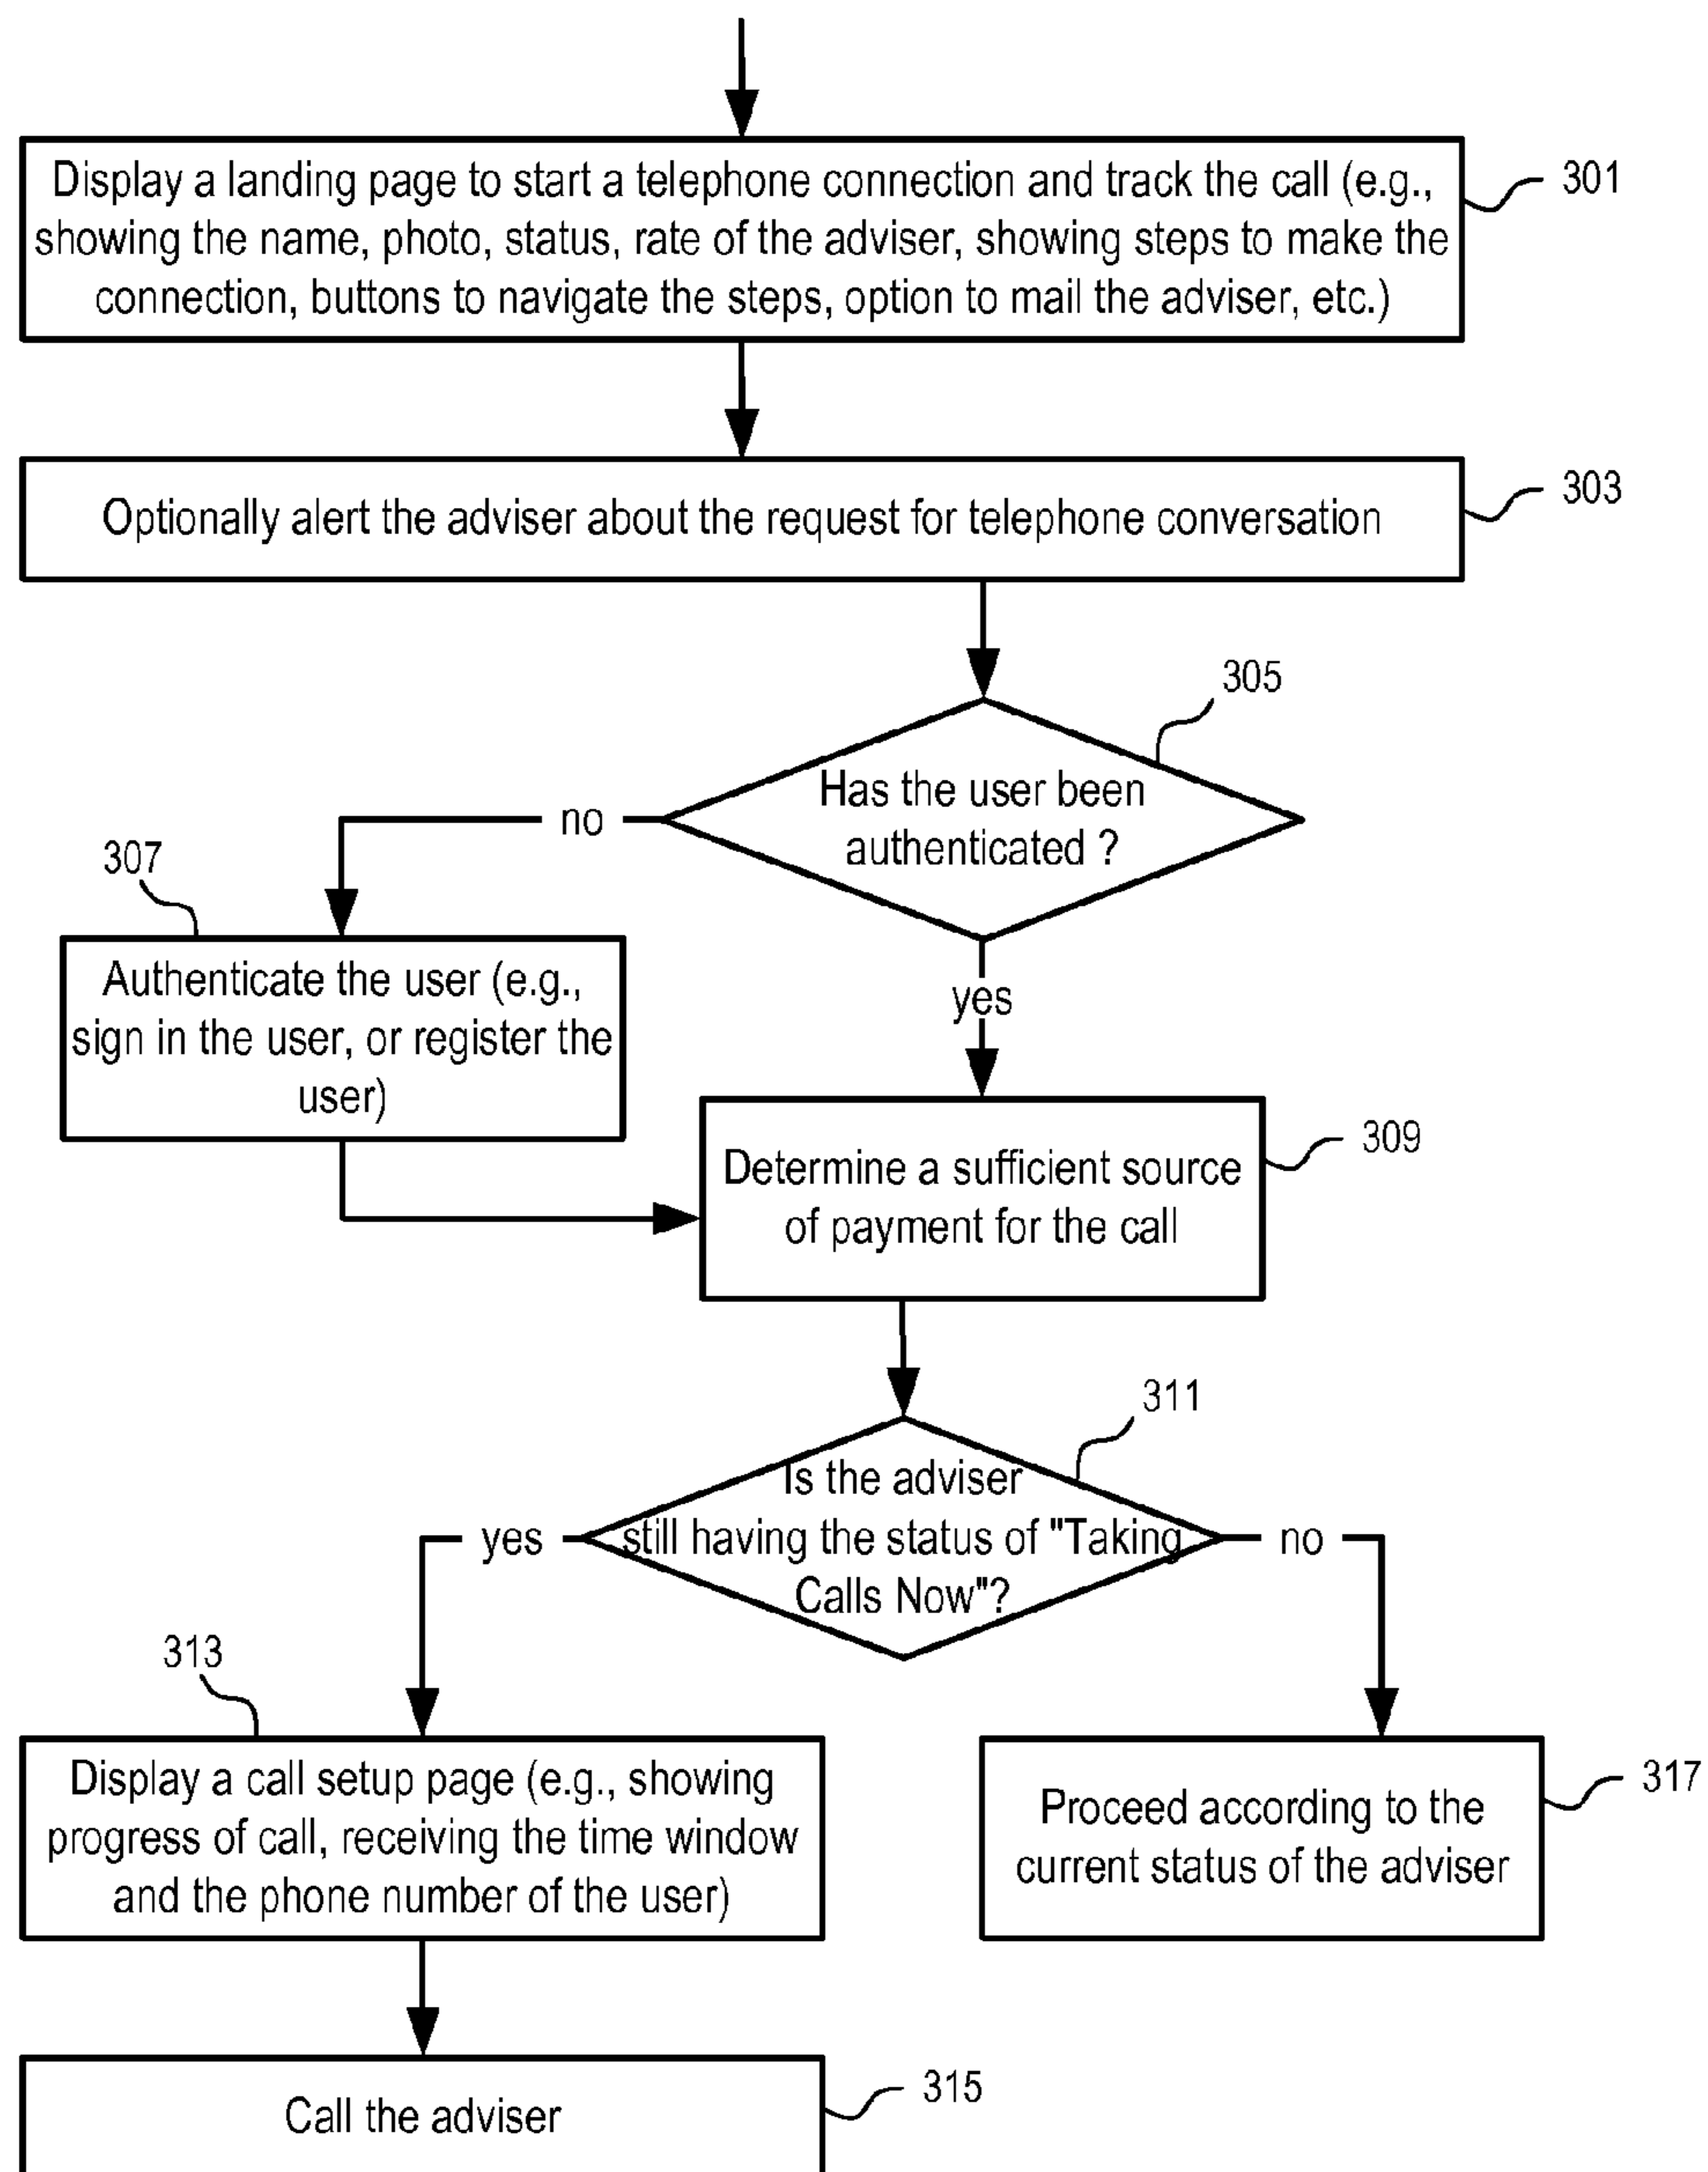 Display a landing page to start a telephone connection and track the call (e.g.,
showing the name, photo, status, rate of the adviser, showing steps to make the
connection, buttons to navigate the steps, option to mail the adviser, etc.)
301
Optionally alert the adviser about the request for telephone conversation
303
305
Has the user been
authenticated ?
no
307
Authenticate the user (e.g.,
sign in the user, or register the
user)
yes
309
Determine a sufficient source
of payment for the call
311
Is the adviser
still having the status of "Taking
Calls Now"?
yes
no
313
Display a call setup page (e.g., showing
progress of call, receiving the time window
and the phone number of the user)
317
Proceed according to the
current status of the adviser
315
Call the adviser